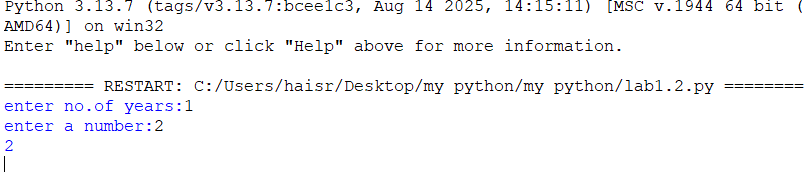 Python 3.13.7 (tags/v3.13.7:bcee1c3, Aug 14 2025, 14:15:11) [MSC v.1944 64 bit (
AMD64)] on win32
Enter "help" below or click "Help" above for more information.
========= RESTART: C:/Users/haisr/Desktop/my python/my python/lab1.2.py ========
enter no.of years:1
enter a number:2
2